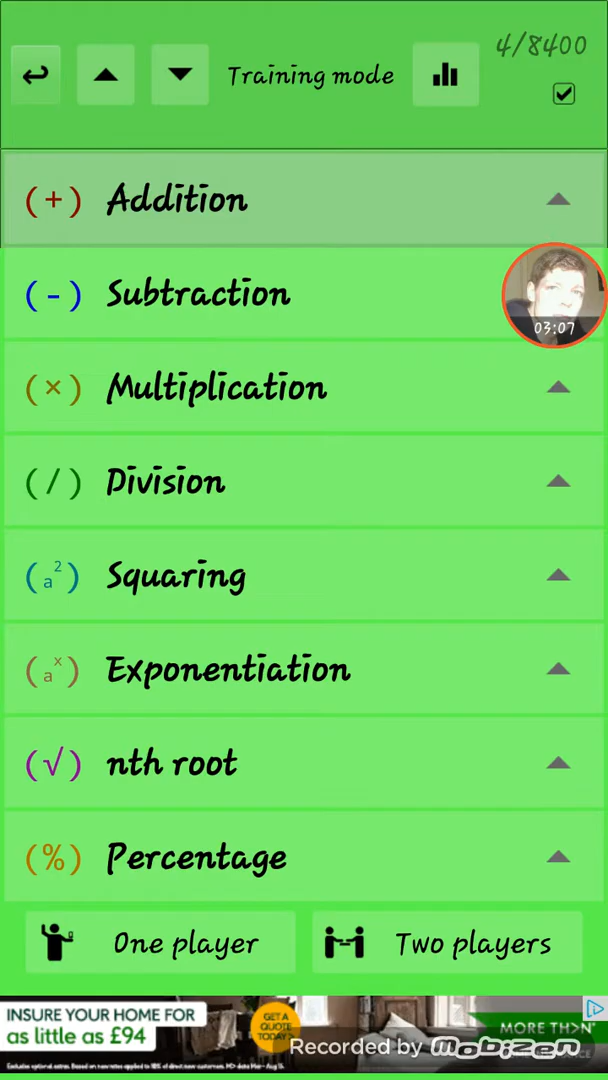 4/8400
Training mode
(+) Addition
(-) Subtraction
03:07
(×) Multiplication
(/) Division
(a²) Squaring
(aˣ) Exponentiation
(√) nth root
(%) Percentage
One player
Two players
INSURE YOUR HOME FOR
as little as £94
GET A
QUOTE
TODAY>
MORE TH>N
Recorded by mobizen